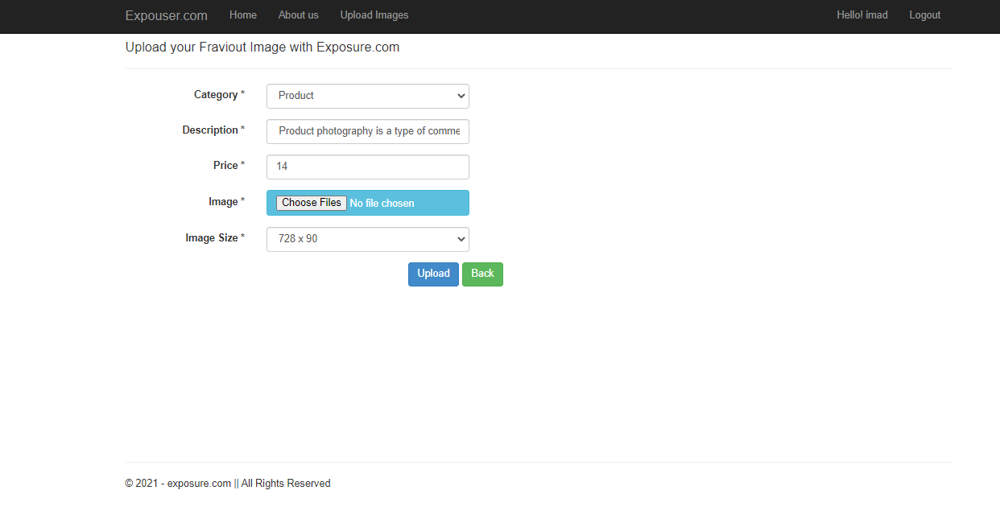 Expouser.com Home About us Upload Images Hello! imad Logout
Upload your Fraviout Image with Exposure.com
Category * Product
Description * Product photography is a type of comme
Price * 14
Image * Choose Files No file chosen
Image Size * 728 x 90
Upload Back
© 2021 - exposure.com || All Rights Reserved